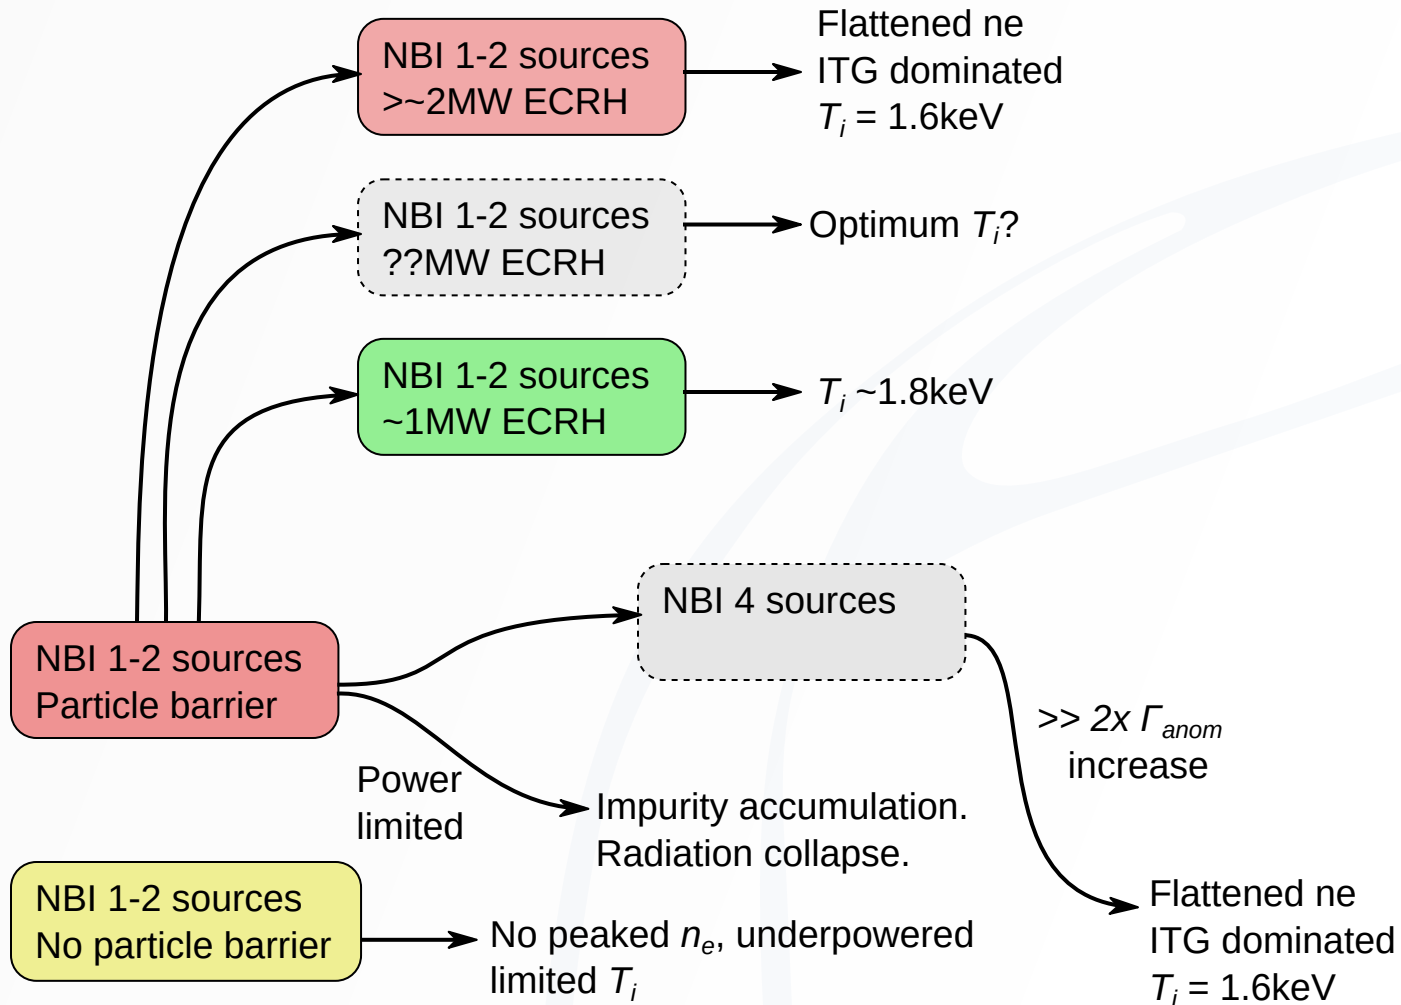 NBI 1-2 sources
>~2MW ECRH
Flattened ne
ITG dominated
Ti = 1.6keV
NBI 1-2 sources
??MW ECRH
Optimum Ti?
NBI 1-2 sources
~1MW ECRH
Ti ~1.8keV
NBI 4 sources
NBI 1-2 sources
Particle barrier
>> 2x Γanom
increase
Power
limited
Impurity accumulation.
Radiation collapse.
NBI 1-2 sources
No particle barrier
No peaked ne, underpowered
limited Ti
Flattened ne
ITG dominated
Ti = 1.6keV